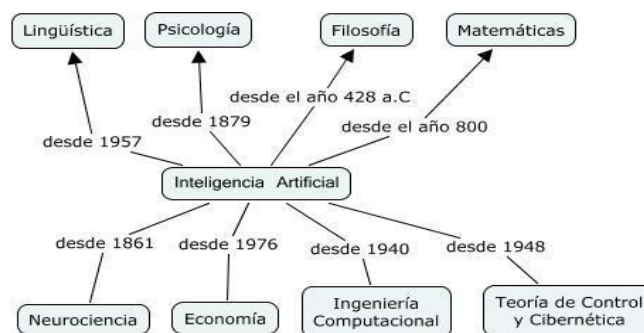 Lingüística
Psicología
Filosofía
Matemáticas
desde el año 428 a.C
desde 1879
desde el año 800
desde 1957
Inteligencia Artificial
desde 1861
desde 1976
desde 1940
desde 1948
Neurociencia
Economía
Ingeniería
Computacional
Teoría de Control
y Cibernética